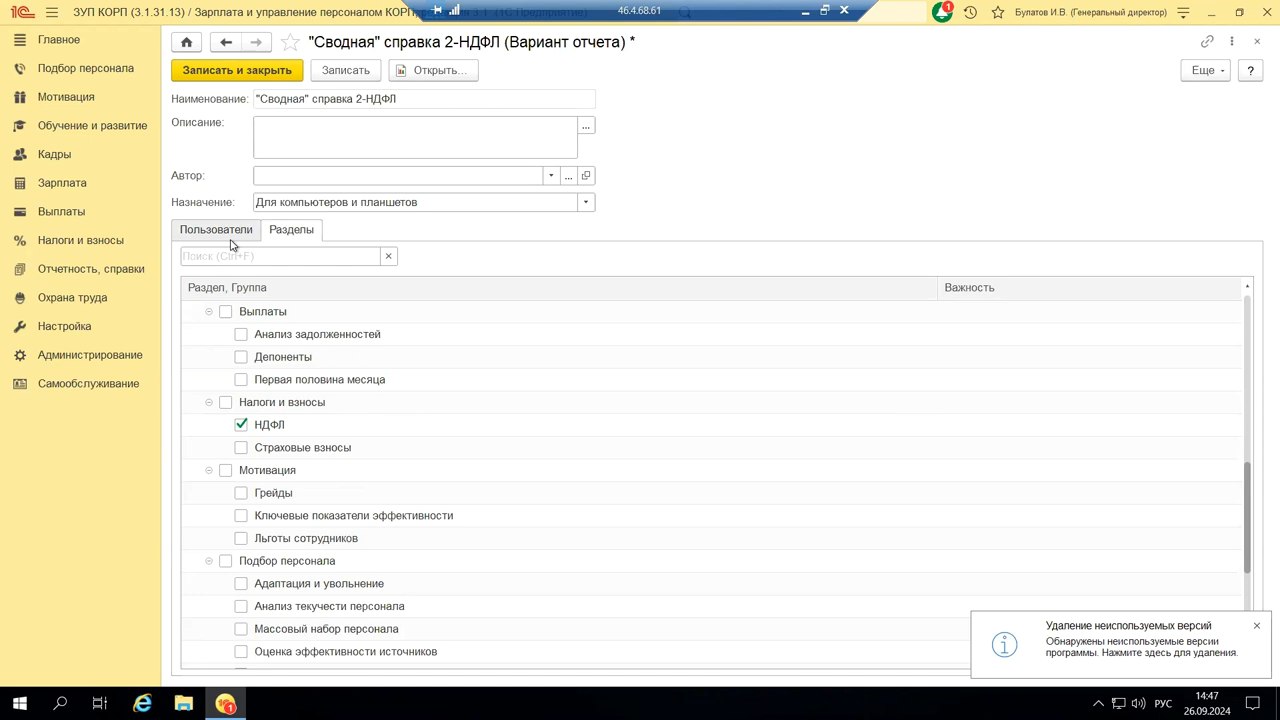 ЗУП КОРП (3.1.31.13) / Зарплата и управление персоналом КОРП
46.4.68.61
1
Булатов И.В. (Генеральный директор)
Главное
Подбор персонала
Мотивация
Обучение и развитие
Кадры
Зарплата
Выплаты
Налоги и взносы
Отчетность, справки
Охрана труда
Настройка
Администрирование
Самообслуживание
"Сводная" справка 2-НДФЛ (Вариант отчета) *
Записать и закрыть
Записать
Открыть...
Еще
?
Наименование: "Сводная" справка 2-НДФЛ
Описание:
...
Автор:
...
Назначение: Для компьютеров и планшетов
Пользователи
Разделы
Поиск (Ctrl+F)
Раздел, Группа
Важность
Выплаты
Анализ задолженностей
Депоненты
Первая половина месяца
Налоги и взносы
НДФЛ
Страховые взносы
Мотивация
Грейды
Ключевые показатели эффективности
Льготы сотрудников
Подбор персонала
Адаптация и увольнение
Анализ текучести персонала
Массовый набор персонала
Оценка эффективности источников
Удаление неиспользуемых версий
Обнаружены неиспользуемые версии
программы. Нажмите здесь для удаления.
1
РУС
14:47
26.09.2024